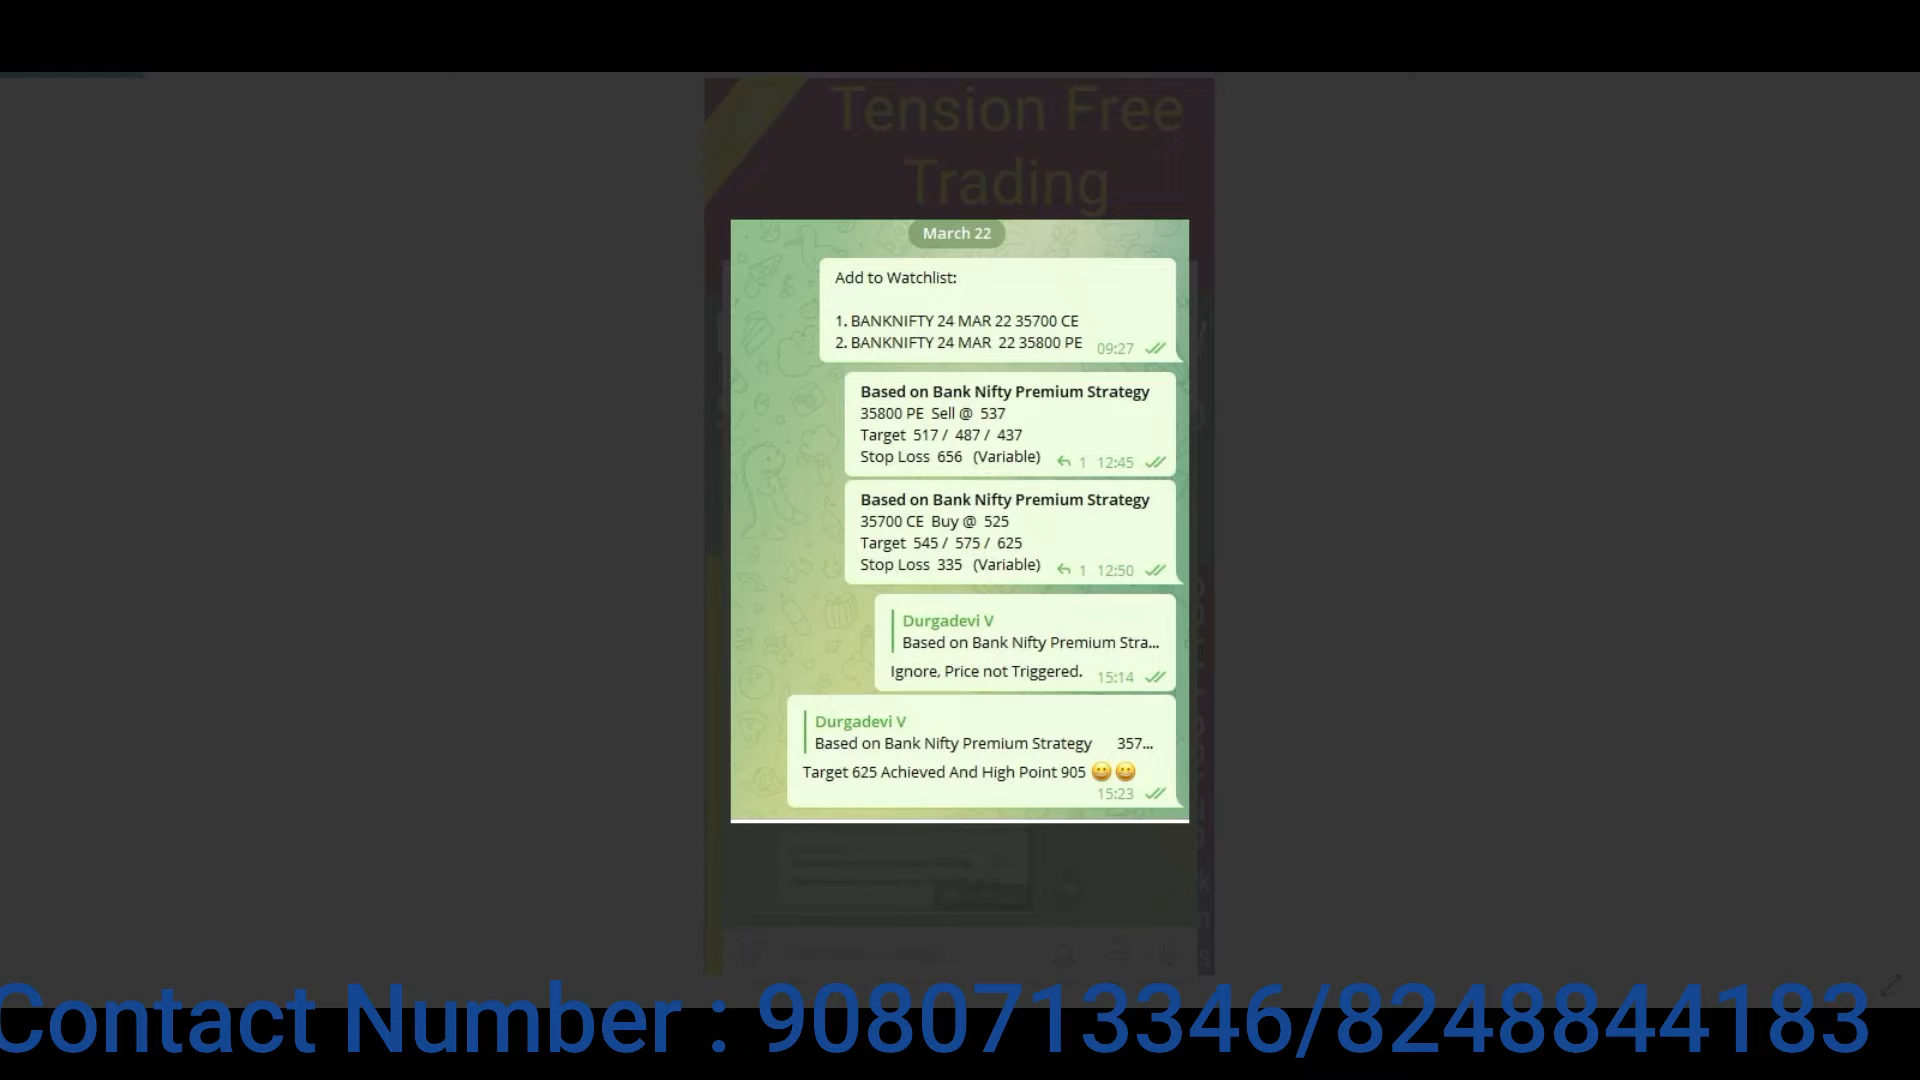 Tension Free
Trading
March 22
Add to Watchlist:
1. BANKNIFTY 24 MAR 22 35700 CE
2. BANKNIFTY 24 MAR 22 35800 PE
09:27
Based on Bank Nifty Premium Strategy
35800 PE Sell @ 537
Target 517 / 487 / 437
Stop Loss 656 (Variable)
1 12:45
Based on Bank Nifty Premium Strategy
35700 CE Buy @ 525
Target 545 / 575 / 625
Stop Loss 335 (Variable)
1 12:50
Durgadevi V
Based on Bank Nifty Premium Stra...
Ignore, Price not Triggered.
15:14
Durgadevi V
Based on Bank Nifty Premium Strategy 357...
Target 625 Achieved And High Point 905 😀😀
15:23
Contact Number : 9080713346/8248844183